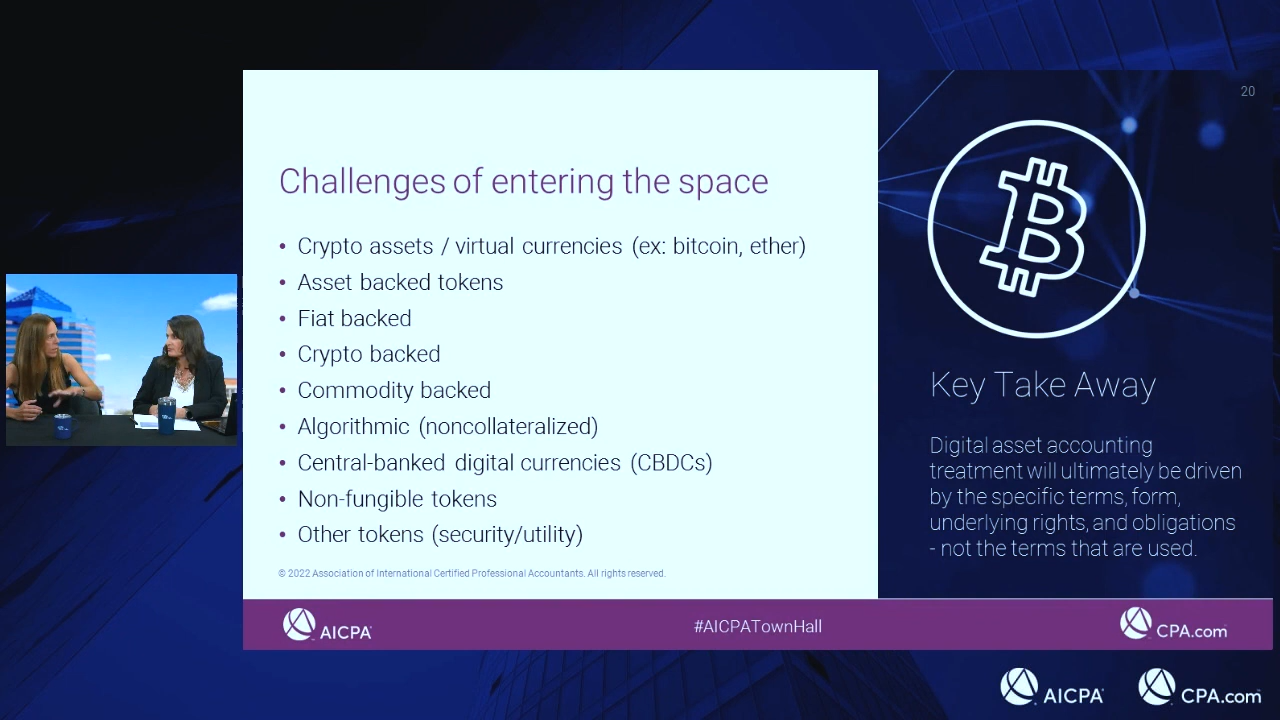 20
Challenges of entering the space
• Crypto assets / virtual currencies (ex: bitcoin, ether)
• Asset backed tokens
• Fiat backed
• Crypto backed
• Commodity backed
• Algorithmic (noncollateralized)
• Central-banked digital currencies (CBDCs)
• Non-fungible tokens
• Other tokens (security/utility)
© 2022 Association of International Certified Professional Accountants. All rights reserved.
Key Take Away
Digital asset accounting
treatment will ultimately be driven
by the specific terms, form,
underlying rights, and obligations
- not the terms that are used.
AICPA
#AICPATownHall
CPA.com
AICPA
CPA.com